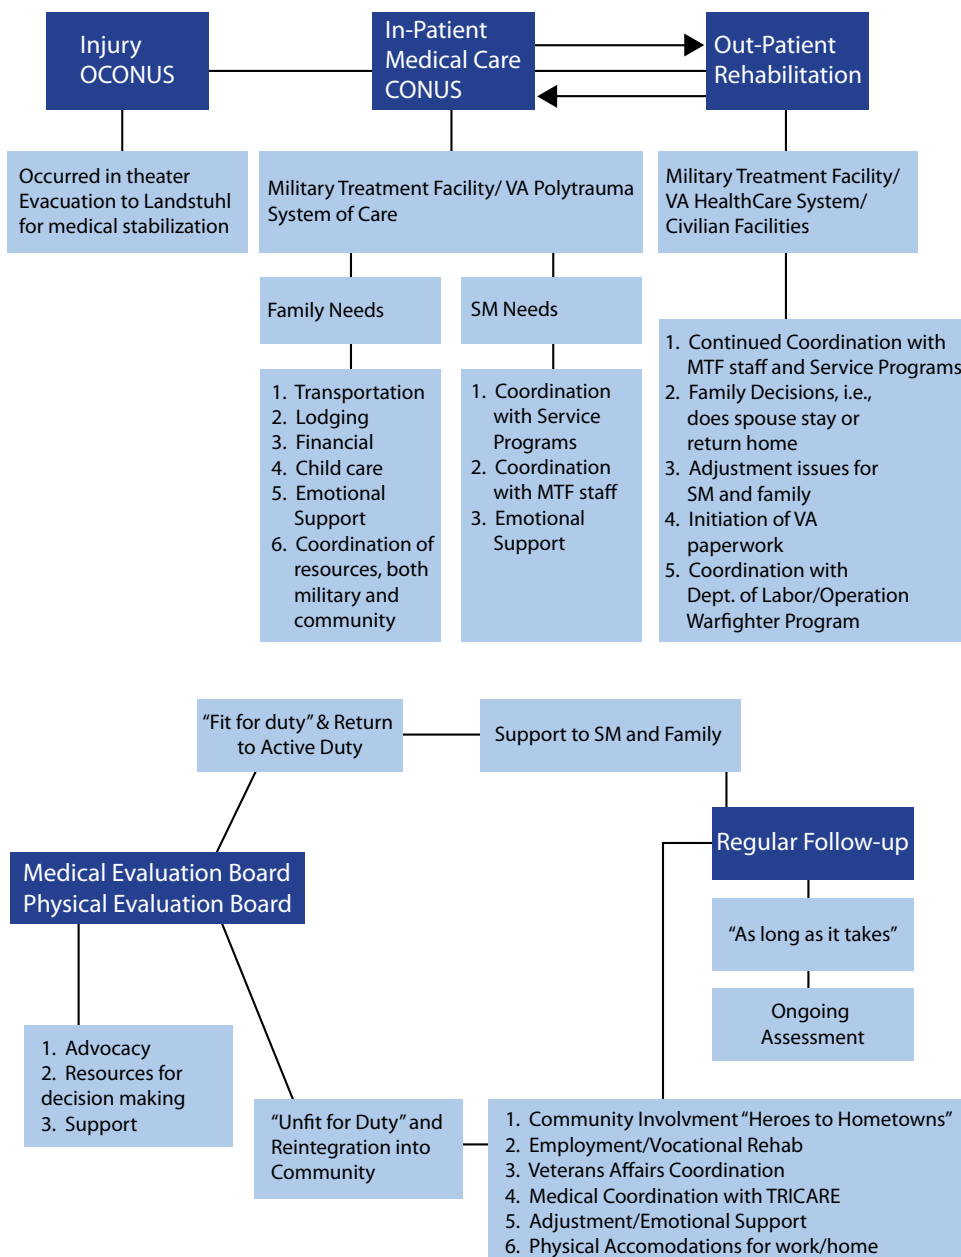 Injury
OCONUS
In-Patient
Medical Care
CONUS
Out-Patient
Rehabilitation
Occurred in theater
Evacuation to Landstuhl
for medical stabilization
Military Treatment Facility/ VA Polytrauma
System of Care
Military Treatment Facility/
VA HealthCare System/
Civilian Facilities
Family Needs
SM Needs
1. Transportation
2. Lodging
3. Financial
4. Child care
5. Emotional
Support
6. Coordination of
resources, both
military and
community
1. Coordination
with Service
Programs
2. Coordination
with MTF staff
3. Emotional
Support
1. Continued Coordination with
MTF staff and Service Programs
2. Family Decisions, i.e.,
does spouse stay or
return home
3. Adjustment issues for
SM and family
4. Initiation of VA
paperwork
5. Coordination with
Dept. of Labor/Operation
Warfighter Program
“Fit for duty” & Return
to Active Duty
Support to SM and Family
Medical Evaluation Board
Physical Evaluation Board
Regular Follow-up
“As long as it takes”
Ongoing
Assessment
1. Advocacy
2. Resources for
decision making
3. Support
“Unfit for Duty” and
Reintegration into
Community
1. Community Involvment “Heroes to Hometowns”
2. Employment/Vocational Rehab
3. Veterans Affairs Coordination
4. Medical Coordination with TRICARE
5. Adjustment/Emotional Support
6. Physical Accomodations for work/home